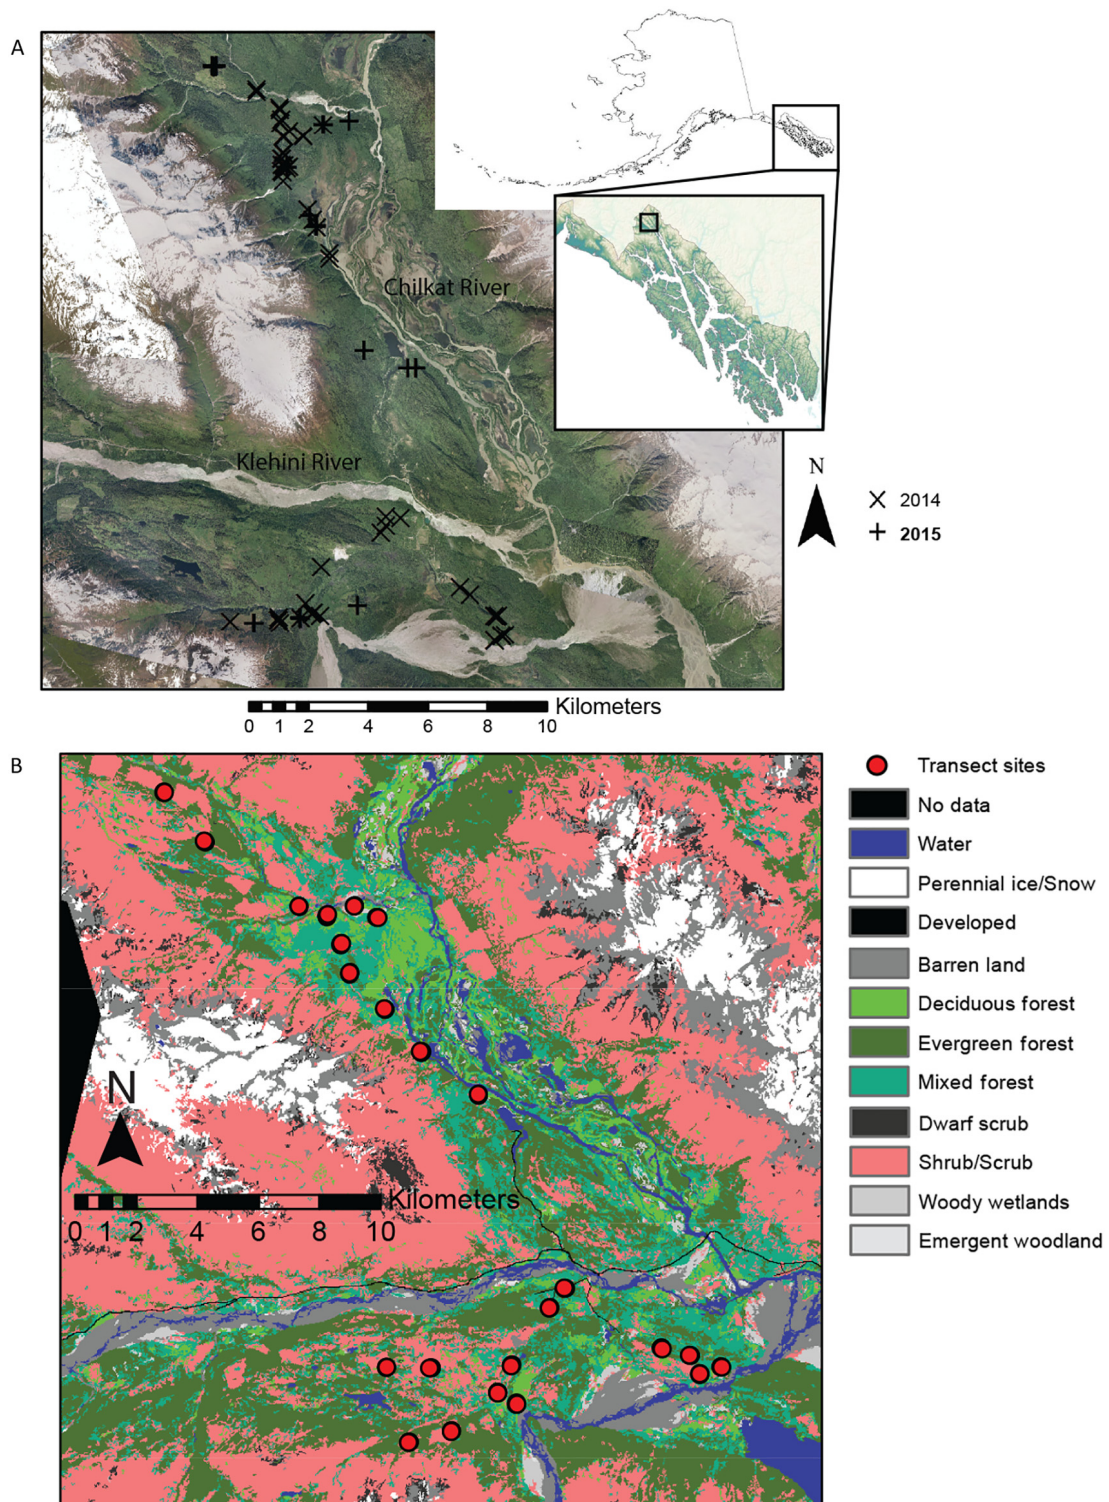 A
Chilkat River
Klehini River
N
2014
2015
Kilometers
0 1 2 4 6 8 10
B
Transect sites
No data
Water
Perennial ice/Snow
Developed
Barren land
Deciduous forest
Evergreen forest
Mixed forest
Dwarf scrub
Shrub/Scrub
Woody wetlands
Emergent woodland
N
Kilometers
0 1 2 4 6 8 10